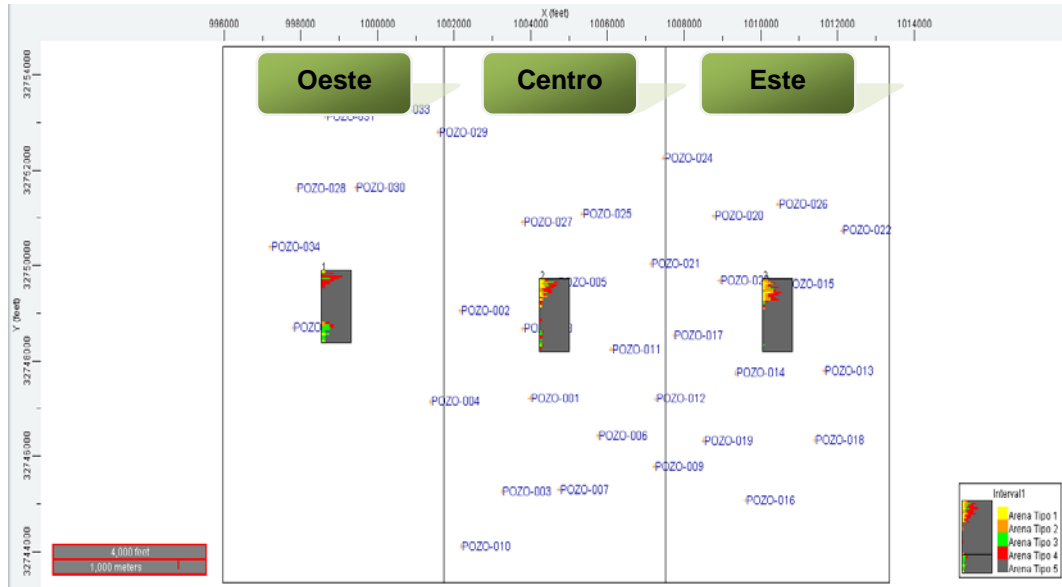 X (feet)
996000 998000 1000000 1002000 1004000 1006000 1008000 1010000 1012000 1014000
Oeste Centro Este
32754000
32752000
32750000
32748000
32746000
32744000
Y (feet)
POZO-029
POZO-024
POZO-028 POZO-030
POZO-027 POZO-025
POZO-020 POZO-026
POZO-022
POZO-034
POZO-021
1 2 3
POZO-002
POZO-011
POZO-017
POZO-014 POZO-013
POZO-004 POZO-001 POZO-012
POZO-006 POZO-019 POZO-018
POZO-009
POZO-003 POZO-007 POZO-016
POZO-010
4,000 feet
1,000 meters
Interval1
Arena Tipo 1
Arena Tipo 2
Arena Tipo 3
Arena Tipo 4
Arena Tipo 5